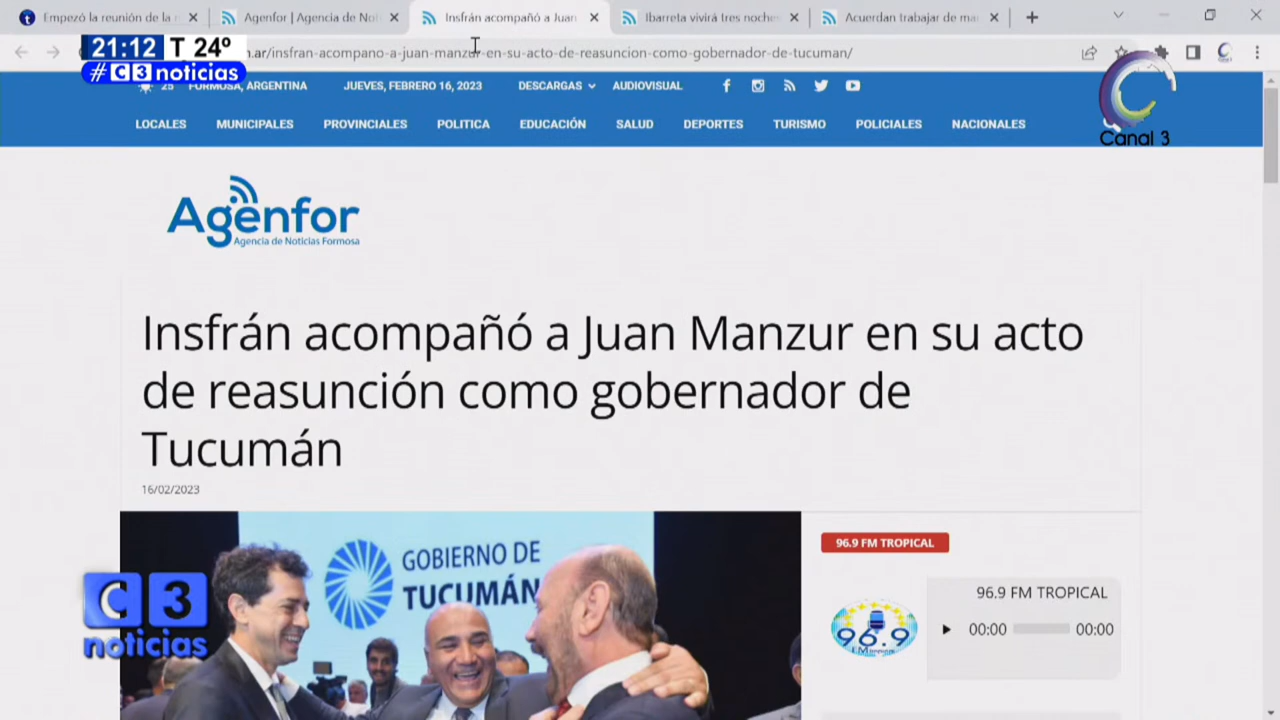 Empezó la reunión de la
Agenfor | Agencia de Not
Insfrán acompañó a Juan
Ibarreta vivirá tres noche
Acuerdan trabajar de ma
21:12 T 24º
.ar/insfran-acompano-a-juan-manzur-en-su-acto-de-reasuncion-como-gobernador-de-tucuman/
#C3noticias
25 FORMOSA, ARGENTINA
JUEVES, FEBRERO 16, 2023
DESCARGAS
AUDIOVISUAL
Canal 3
LOCALES MUNICIPALES PROVINCIALES POLITICA EDUCACIÓN SALUD DEPORTES TURISMO POLICIALES NACIONALES
Agenfor
Agencia de Noticias Formosa
Insfrán acompañó a Juan Manzur en su acto
de reasunción como gobernador de
Tucumán
16/02/2023
GOBIERNO DE
TUCUMÁN
96.9 FM TROPICAL
96.9 FM TROPICAL
96.9
00:00 00:00
C3
noticias